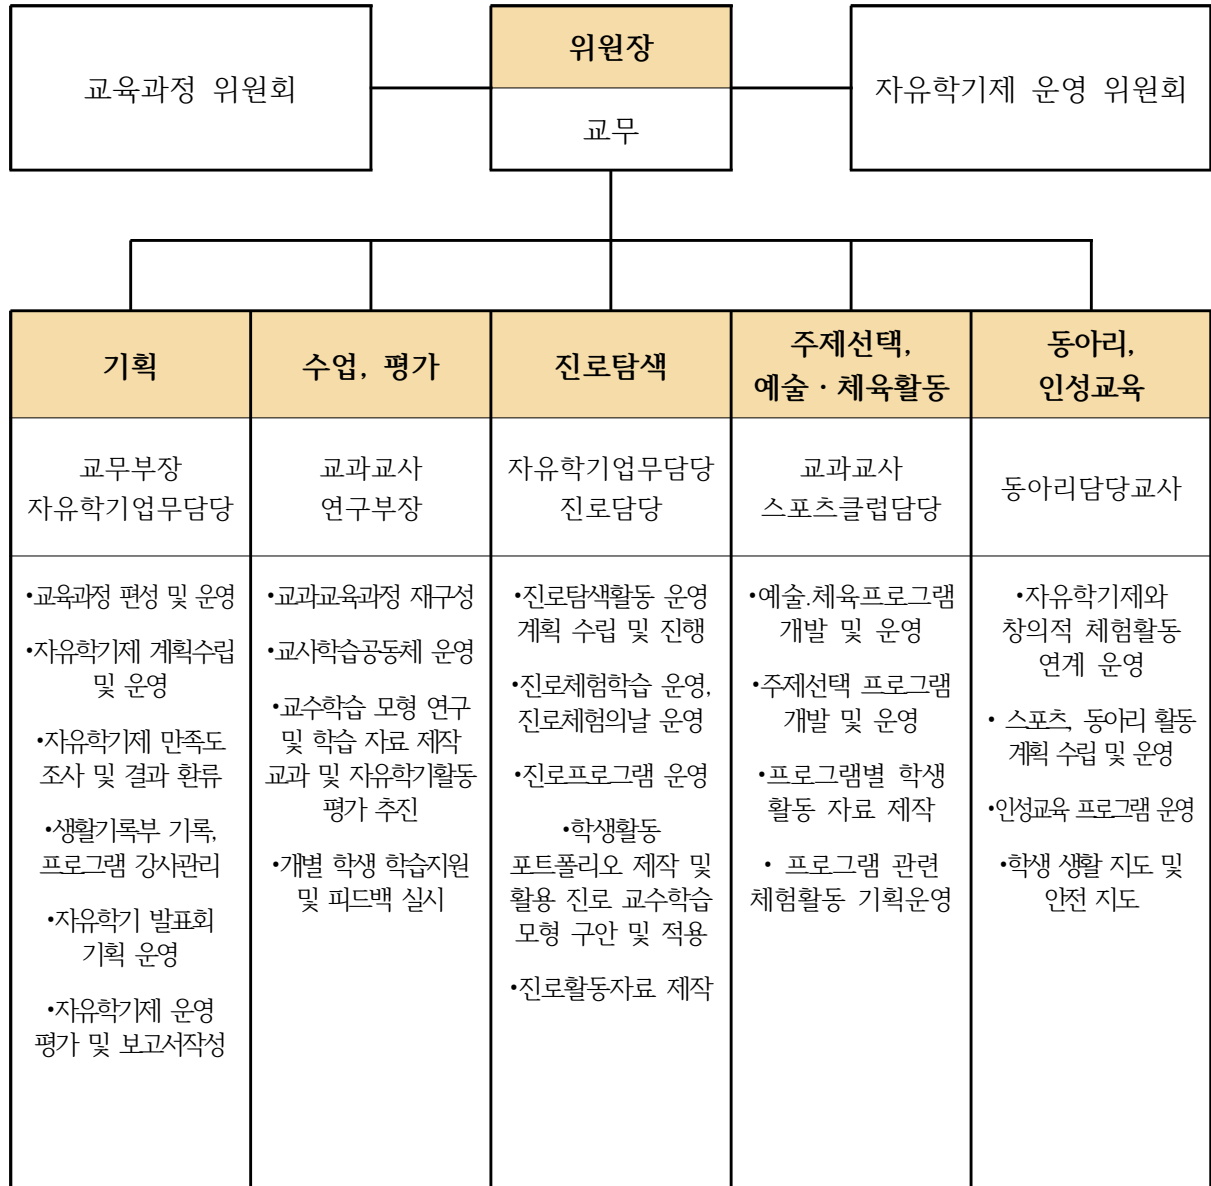 교육과정 위원회
위원장
교무
자유학기제 운영 위원회
기획
교무부장
자유학기업무담당
•교육과정 편성 및 운영
•자유학기제 계획수립
및 운영
•자유학기제 만족도
조사 및 결과 환류
•생활기록부 기록,
프로그램 강사관리
•자유학기 발표회
기획 운영
•자유학기제 운영
평가 및 보고서작성
수업, 평가
교과교사
연구부장
•교과교육과정 재구성
•교사학습공동체 운영
•교수학습 모형 연구
및 학습 자료 제작
교과 및 자유학기활동
평가 추진
•개별 학생 학습지원
및 피드백 실시
진로탐색
자유학기업무담당
진로담당
•진로탐색활동 운영
계획 수립 및 진행
•진로체험학습 운영,
진로체험의날 운영
•진로프로그램 운영
•학생활동
포트폴리오 제작 및
활용 진로 교수학습
모형 구안 및 적용
•진로활동자료 제작
주제선택,
예술·체육활동
교과교사
스포츠클럽담당
•예술.체육프로그램
개발 및 운영
•주제선택 프로그램
개발 및 운영
•프로그램별 학생
활동 자료 제작
• 프로그램 관련
체험활동 기획운영
동아리,
인성교육
동아리담당교사
•자유학기제와
창의적 체험활동
연계 운영
• 스포츠, 동아리 활동
계획 수립 및 운영
•인성교육 프로그램 운영
•학생 생활 지도 및
안전 지도